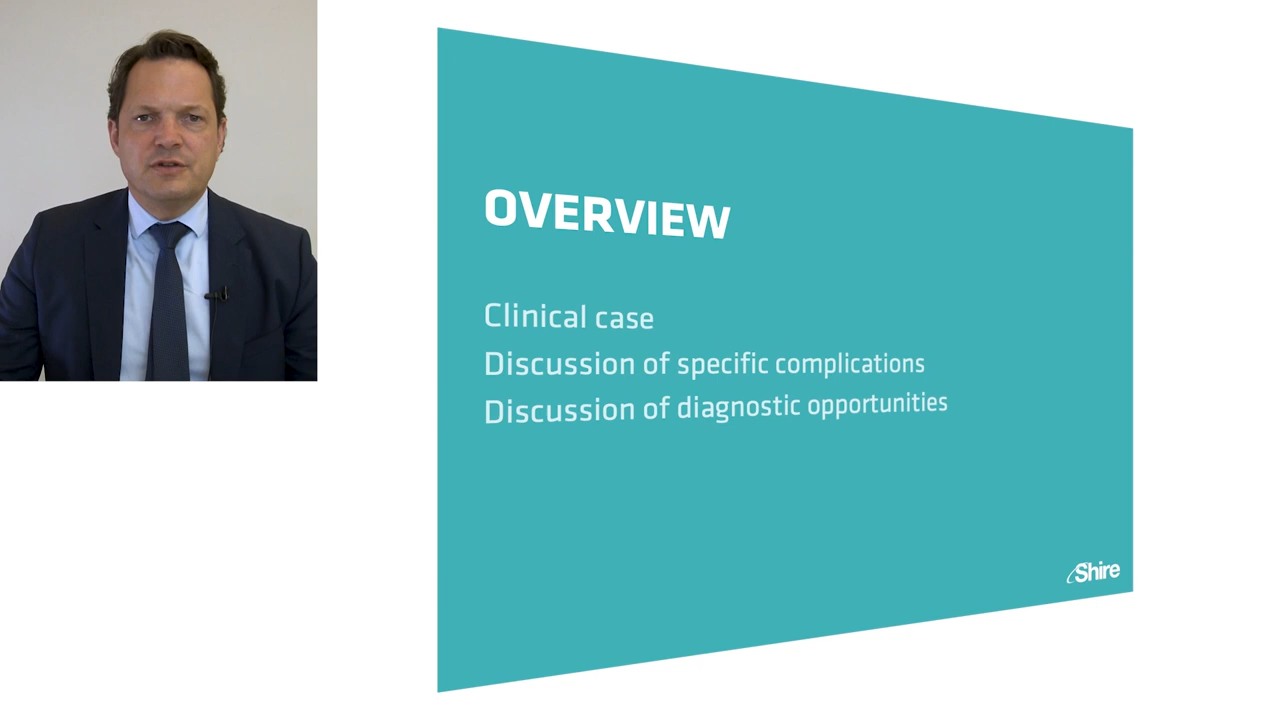 OVERVIEW
Clinical case
Discussion of specific complications
Discussion of diagnostic opportunities
Shire